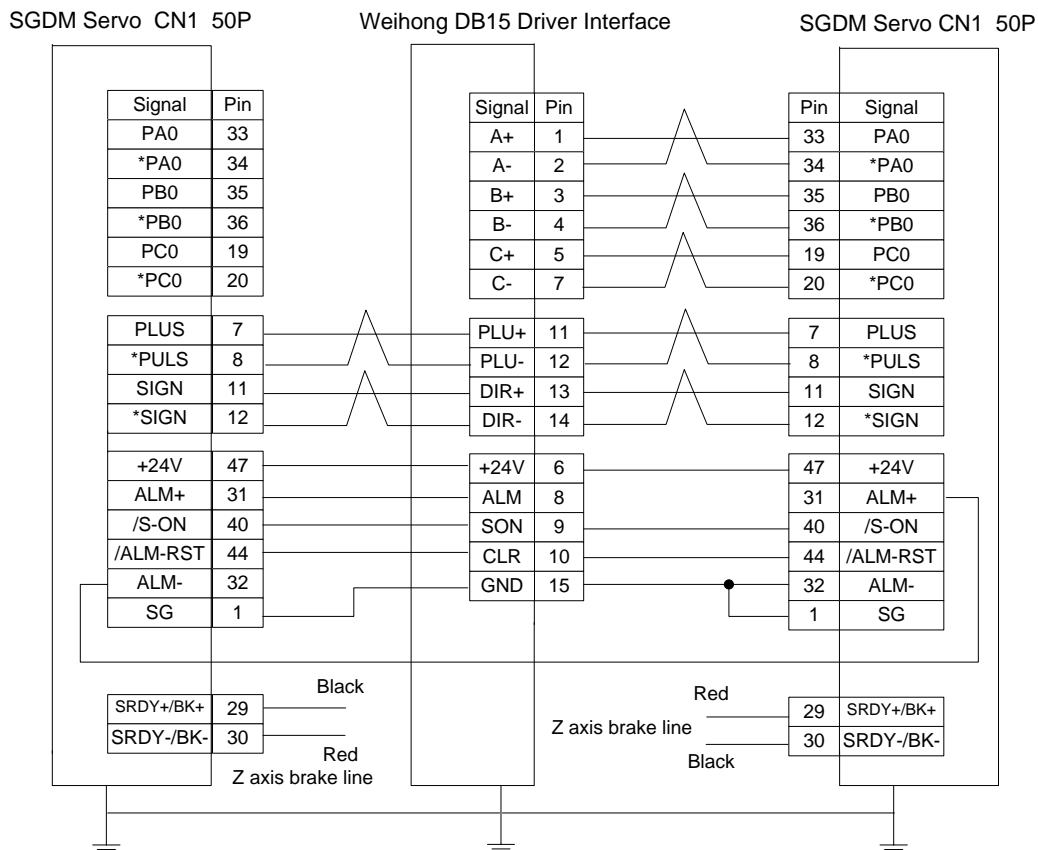 SGDM Servo CN1 50P
Weihong DB15 Driver Interface
SGDM Servo CN1 50P
Signal Pin
PA0 33
*PA0 34
PB0 35
*PB0 36
PC0 19
*PC0 20
PLUS 7
*PULS 8
SIGN 11
*SIGN 12
+24V 47
ALM+ 31
/S-ON 40
/ALM-RST 44
ALM- 32
SG 1
SRDY+/BK+ 29
SRDY-/BK- 30
Black
Red
Z axis brake line
Signal Pin
A+ 1
A- 2
B+ 3
B- 4
C+ 5
C- 7
PLU+ 11
PLU- 12
DIR+ 13
DIR- 14
+24V 6
ALM 8
SON 9
CLR 10
GND 15
Pin Signal
33 PA0
34 *PA0
35 PB0
36 *PB0
19 PC0
20 *PC0
7 PLUS
8 *PULS
11 SIGN
12 *SIGN
47 +24V
31 ALM+
40 /S-ON
44 /ALM-RST
32 ALM-
1 SG
Red
Z axis brake line
Black
29 SRDY+/BK+
30 SRDY-/BK-